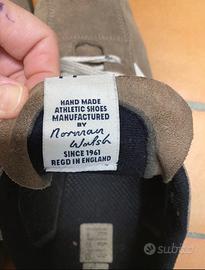 HAND MADE
ATHLETIC SHOES
MANUFACTURED
BY
Norman
Walsh
SINCE 1961
REGD IN ENGLAND
subito